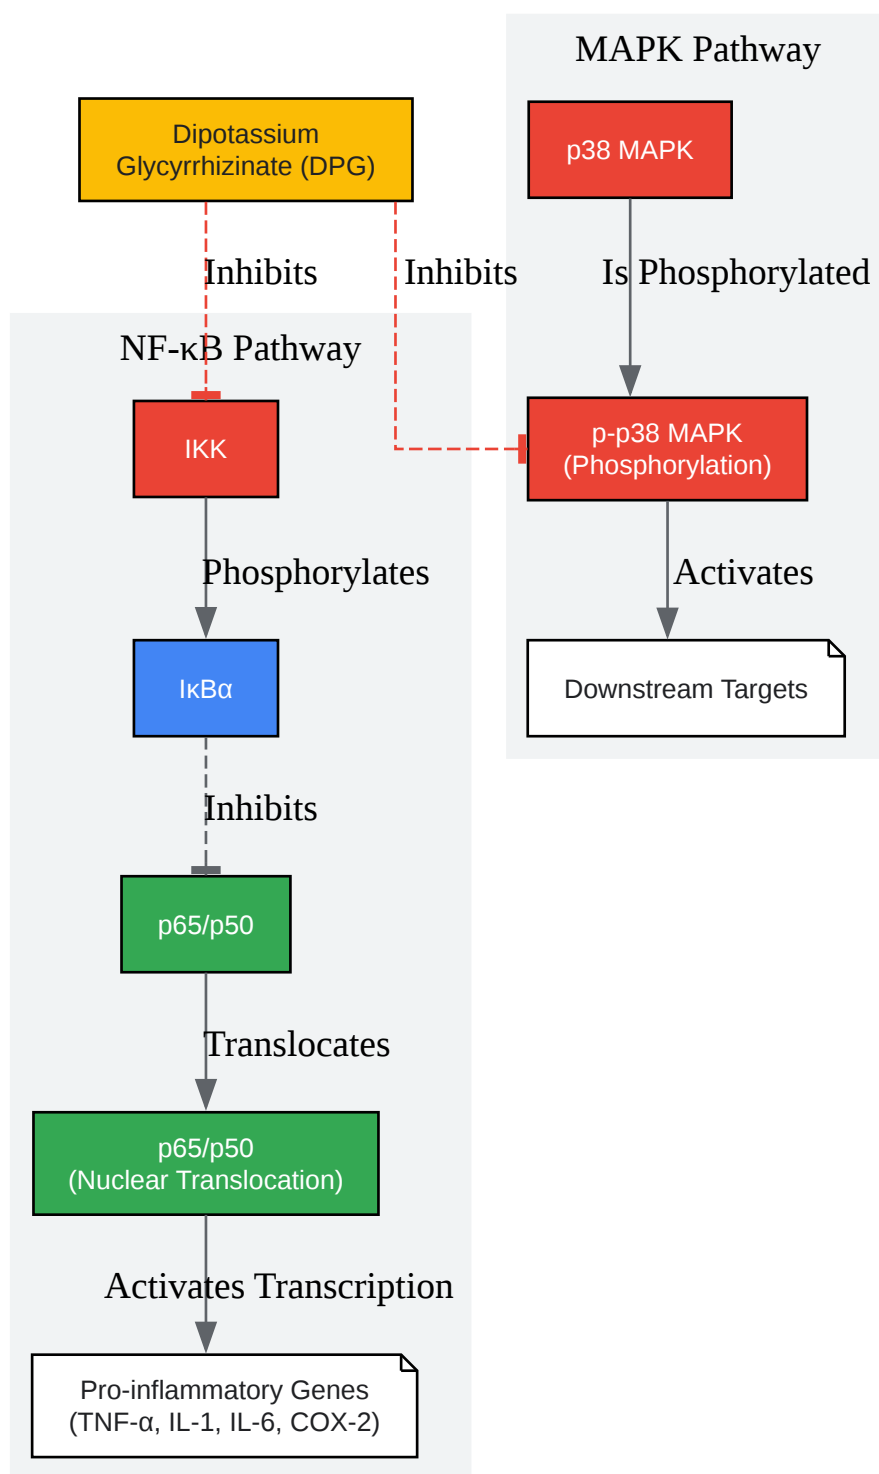 MAPK Pathway
Dipotassium
Glycyrrhizinate (DPG)
p38 MAPK
Inhibits
Inhibits
Is Phosphorylated
NF-κB Pathway
IKK
p-p38 MAPK
(Phosphorylation)
Phosphorylates
Activates
IκBα
Downstream Targets
Inhibits
p65/p50
Translocates
p65/p50
(Nuclear Translocation)
Activates Transcription
Pro-inflammatory Genes
(TNF-α, IL-1, IL-6, COX-2)